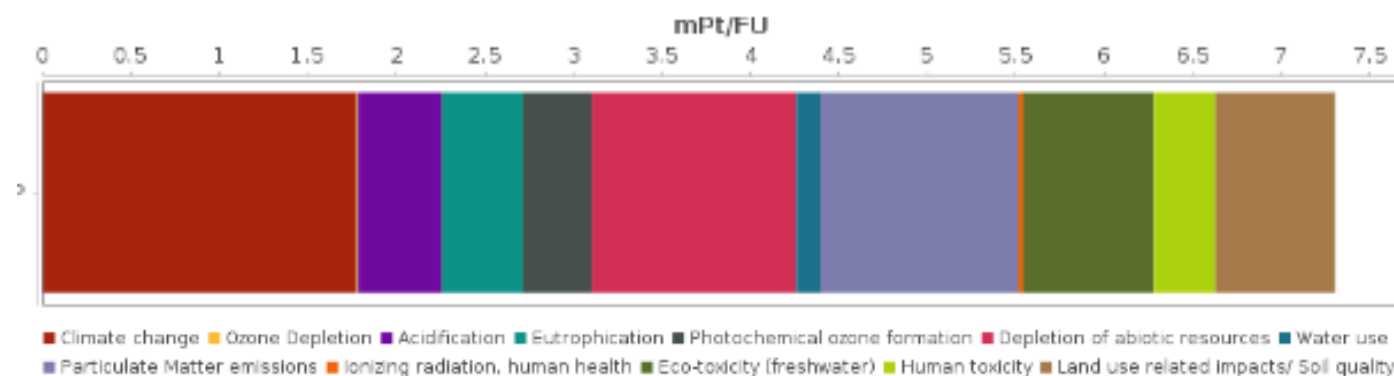 mPt/FU
0 0.5 1 1.5 2 2.5 3 3.5 4 4.5 5 5.5 6 6.5 7 7.5
Climate change Ozone Depletion Acidification Eutrophication Photochemical ozone formation Depletion of abiotic resources Water use
Particulate Matter emissions Ionizing radiation, human health Eco-toxicity (freshwater) Human toxicity Land use related impacts/ Soil quality